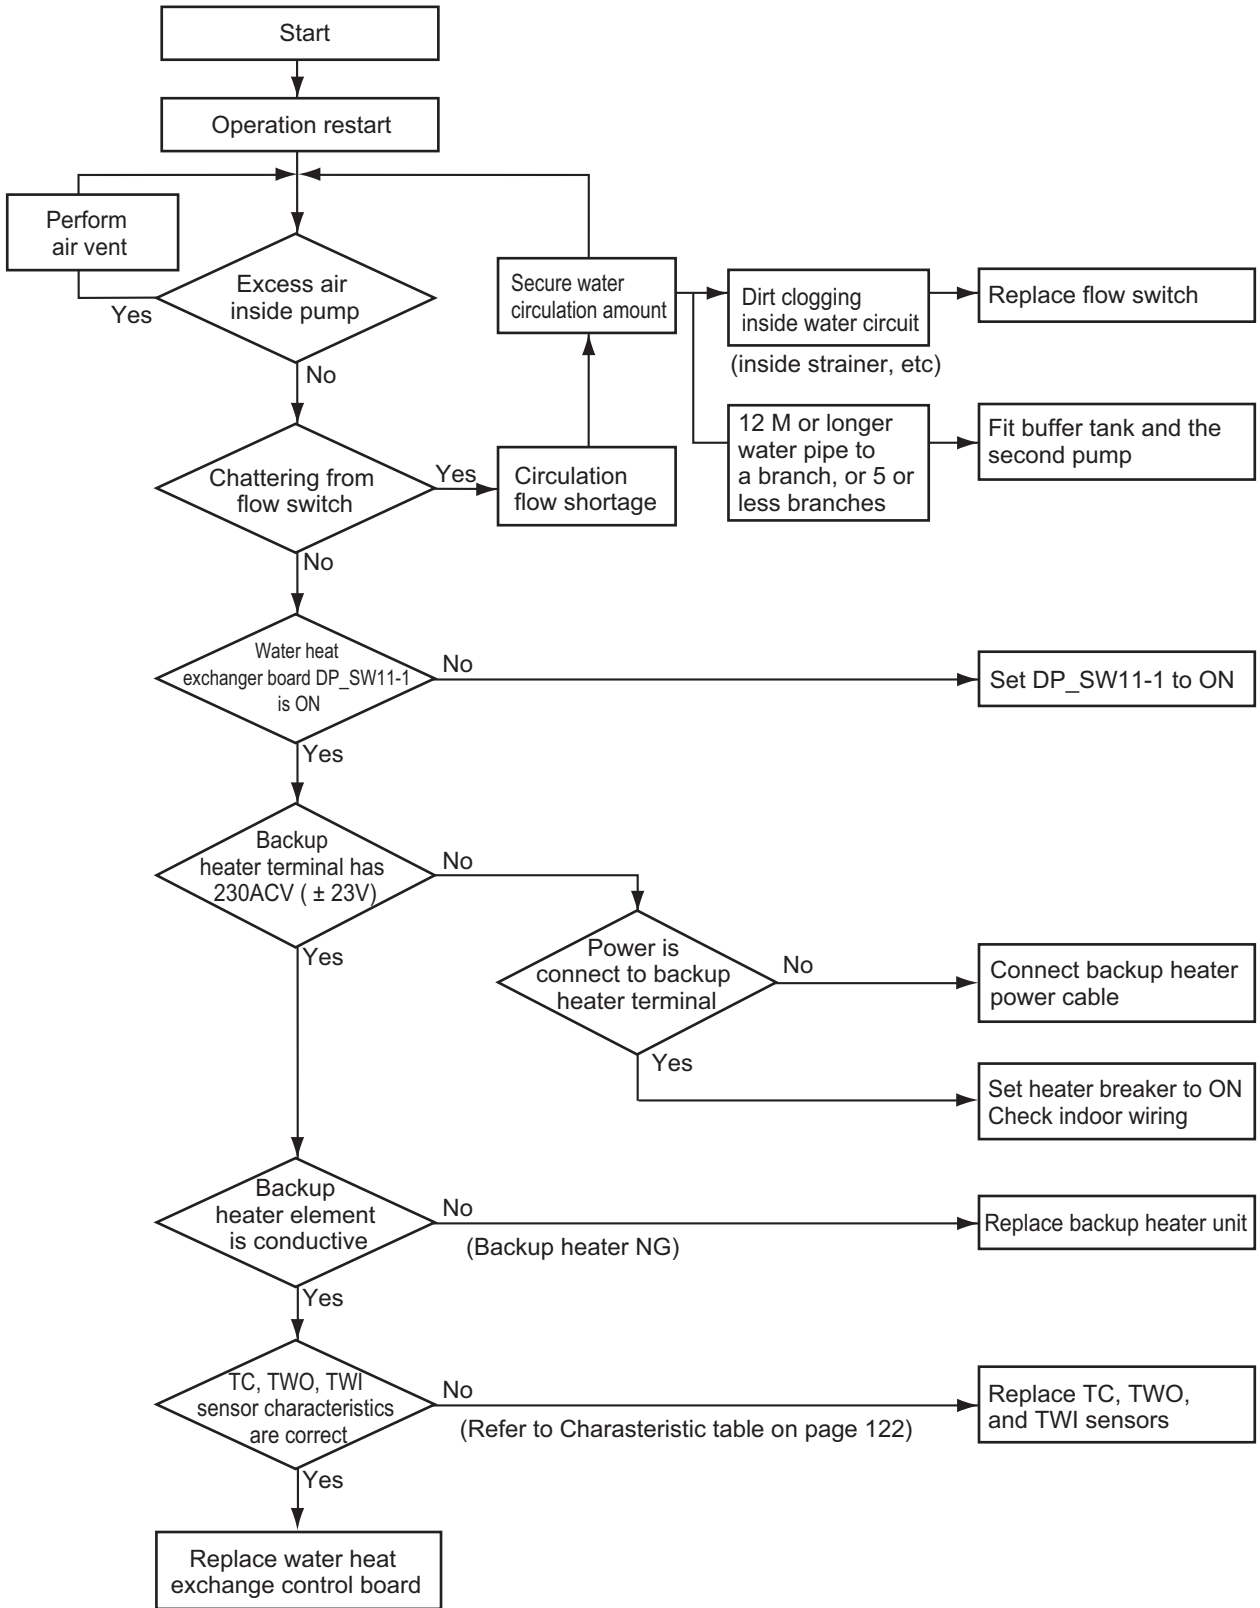 Start
Operation restart
Perform
air vent
Yes
Excess air
inside pump
No
Secure water
circulation amount
Dirt clogging
inside water circuit
(inside strainer, etc)
Replace flow switch
12 M or longer
water pipe to
a branch, or 5 or
less branches
Fit buffer tank and the
second pump
Chattering from
flow switch
Yes
Circulation
flow shortage
No
Water heat
exchanger board DP_SW11-1
is ON
No
Set DP_SW11-1 to ON
Yes
Backup
heater terminal has
230ACV ( ± 23V)
No
Yes
Power is
connect to backup
heater terminal
No
Connect backup heater
power cable
Yes
Set heater breaker to ON
Check indoor wiring
Backup
heater element
is conductive
No
(Backup heater NG)
Replace backup heater unit
Yes
TC, TWO, TWI
sensor characteristics
are correct
No
(Refer to Charasteristic table on page 122)
Replace TC, TWO,
and TWI sensors
Yes
Replace water heat
exchange control board